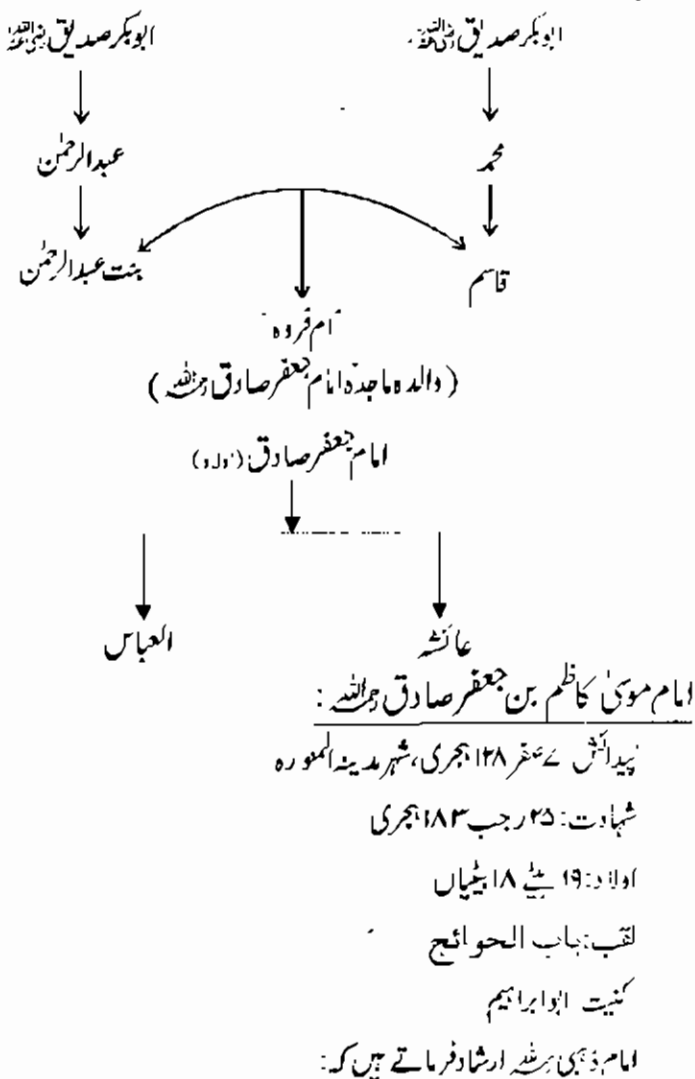 ابوبکر صدیق رضی اللہ عنہ
ابوبکر صدیق رضی اللہ عنہ
محمد
عبدالرحمٰن
قاسم
بنت عبدالرحمٰن
ام فروہ
(والدہ ماجدہ امام جعفر صادق رحمہ اللہ)
امام جعفر صادق: (اولاد)
عائشہ
العباس
امام موسیٰ کاظم بن جعفر صادق رحمہ اللہ:
پیدائش ۷ صفر ۱۲۸ ہجری، شہر مدینہ المنورہ
شہادت: ۲۵ رجب ۱۸۳ ہجری
اولاد: ۱۹ بیٹے ۱۸ بیٹیاں
لقب: باب الحوائج
کنیت ابوابراہیم
امام ذہبی رحمہ اللہ ارشاد فرماتے ہیں کہ: